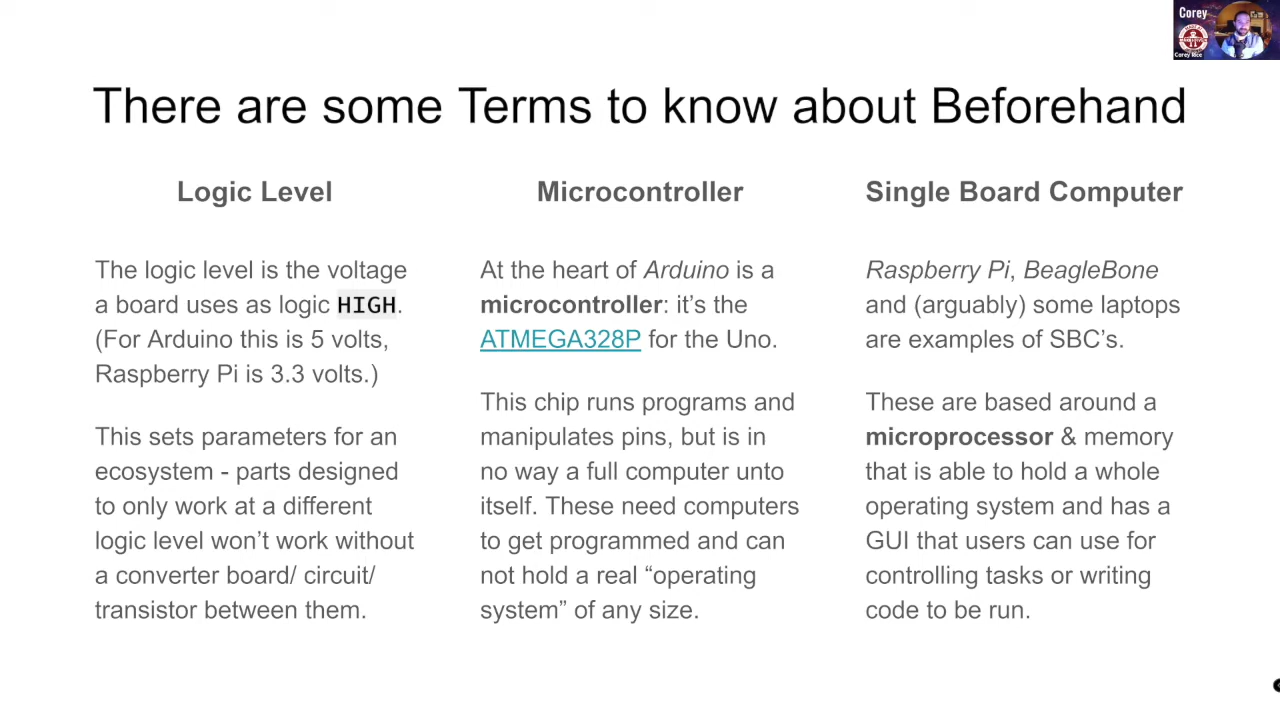 Corey
Corey Rice
There are some Terms to know about Beforehand
Logic Level
The logic level is the voltage
a board uses as logic HIGH.
(For Arduino this is 5 volts,
Raspberry Pi is 3.3 volts.)
This sets parameters for an
ecosystem - parts designed
to only work at a different
logic level won’t work without
a converter board/ circuit/
transistor between them.
Microcontroller
At the heart of Arduino is a
microcontroller: it’s the
ATMEGA328P for the Uno.
This chip runs programs and
manipulates pins, but is in
no way a full computer unto
itself. These need computers
to get programmed and can
not hold a real “operating
system” of any size.
Single Board Computer
Raspberry Pi, BeagleBone
and (arguably) some laptops
are examples of SBC’s.
These are based around a
microprocessor & memory
that is able to hold a whole
operating system and has a
GUI that users can use for
controlling tasks or writing
code to be run.